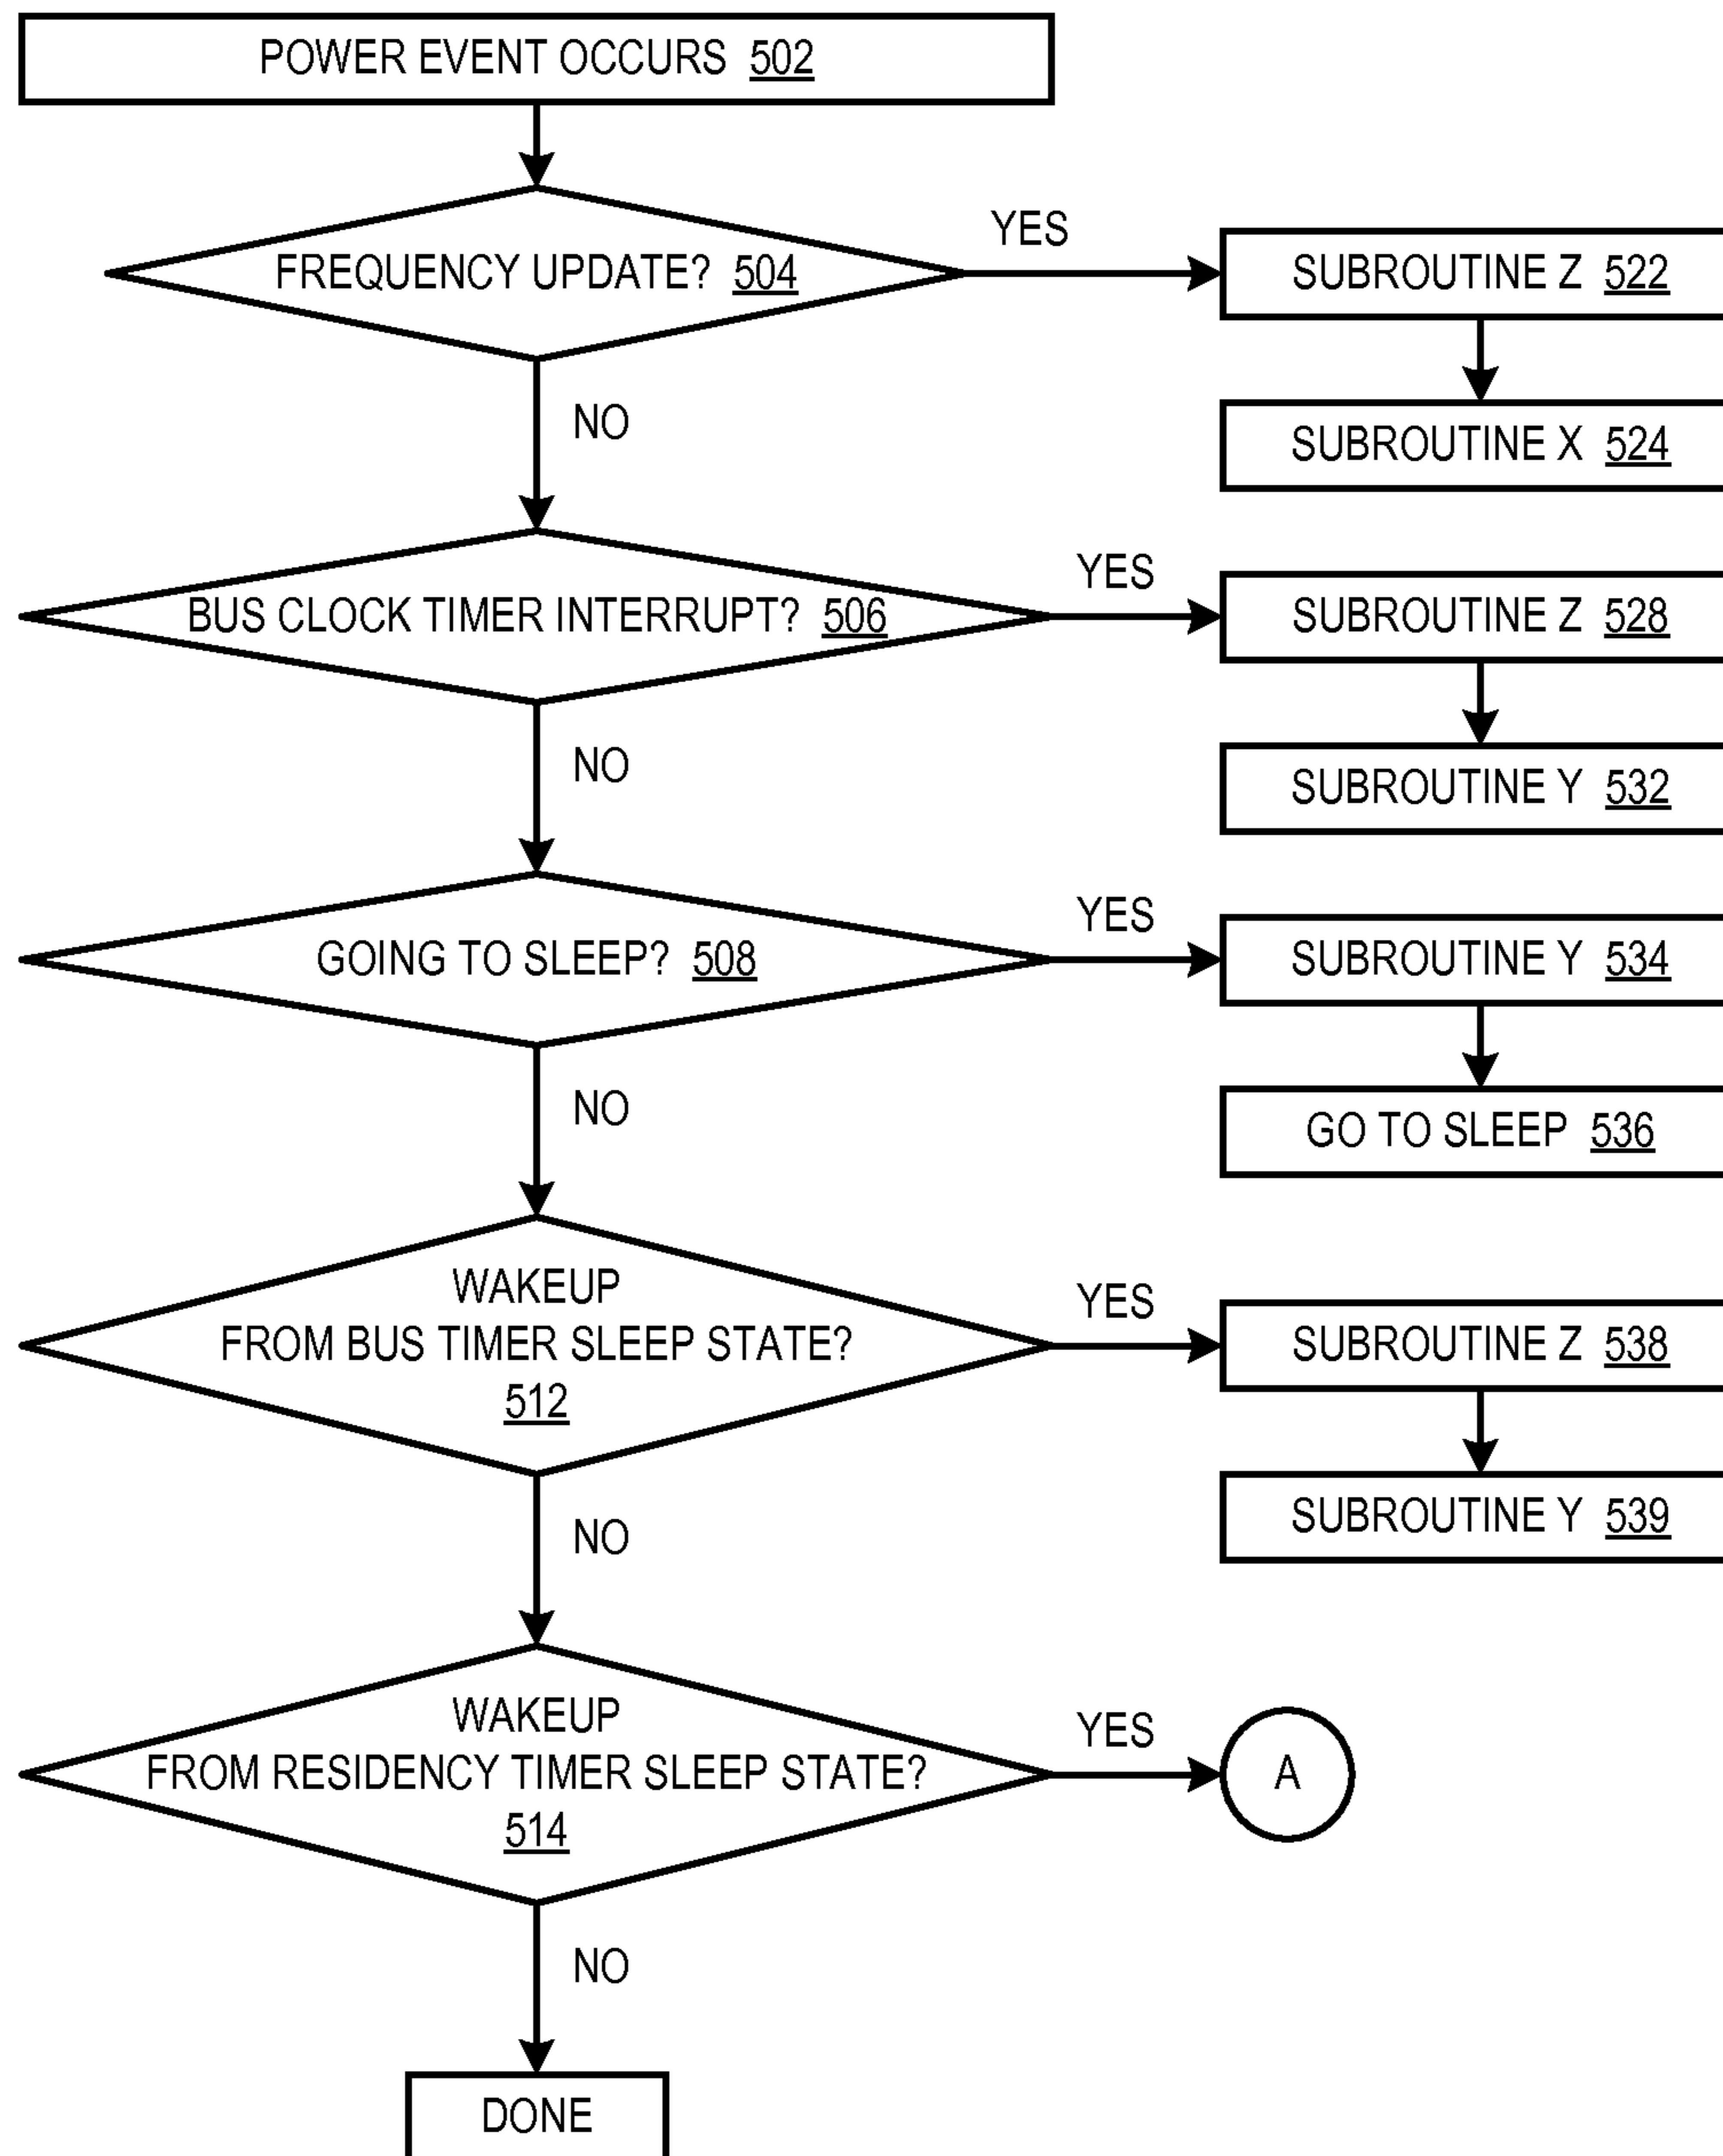 POWER EVENT OCCURS 502
FREQUENCY UPDATE? 504
YES
SUBROUTINE Z 522
SUBROUTINE X 524
NO
BUS CLOCK TIMER INTERRUPT? 506
YES
SUBROUTINE Z 528
SUBROUTINE Y 532
NO
GOING TO SLEEP? 508
YES
SUBROUTINE Y 534
GO TO SLEEP 536
NO
WAKEUP
FROM BUS TIMER SLEEP STATE?
512
YES
SUBROUTINE Z 538
SUBROUTINE Y 539
NO
WAKEUP
FROM RESIDENCY TIMER SLEEP STATE?
514
YES
A
NO
DONE